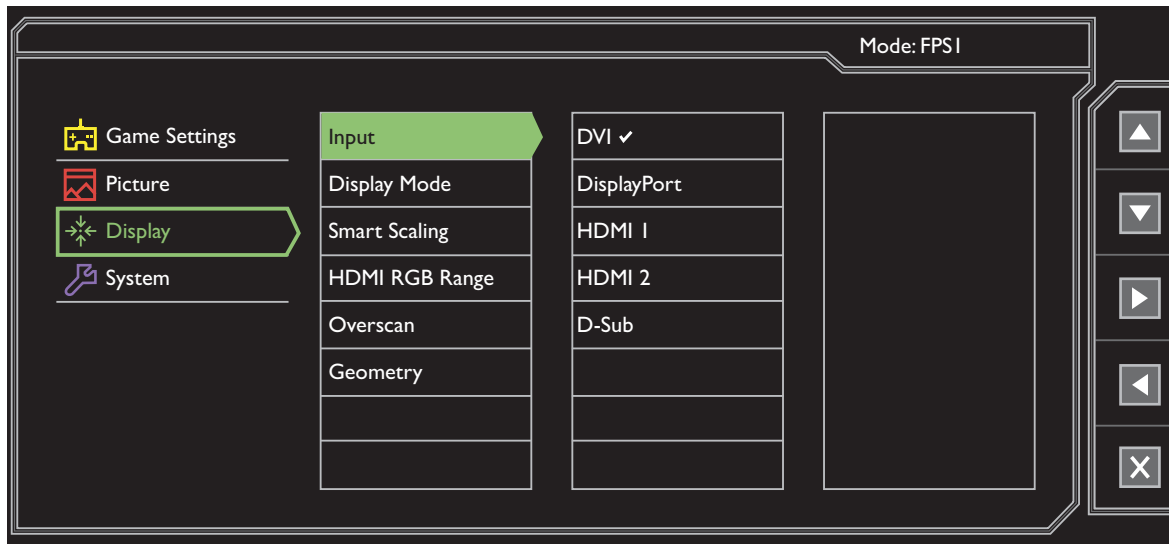 Mode: FPS1
Game Settings
Picture
Display
System
Input
Display Mode
Smart Scaling
HDMI RGB Range
Overscan
Geometry
DVI ✔
DisplayPort
HDMI 1
HDMI 2
D-Sub